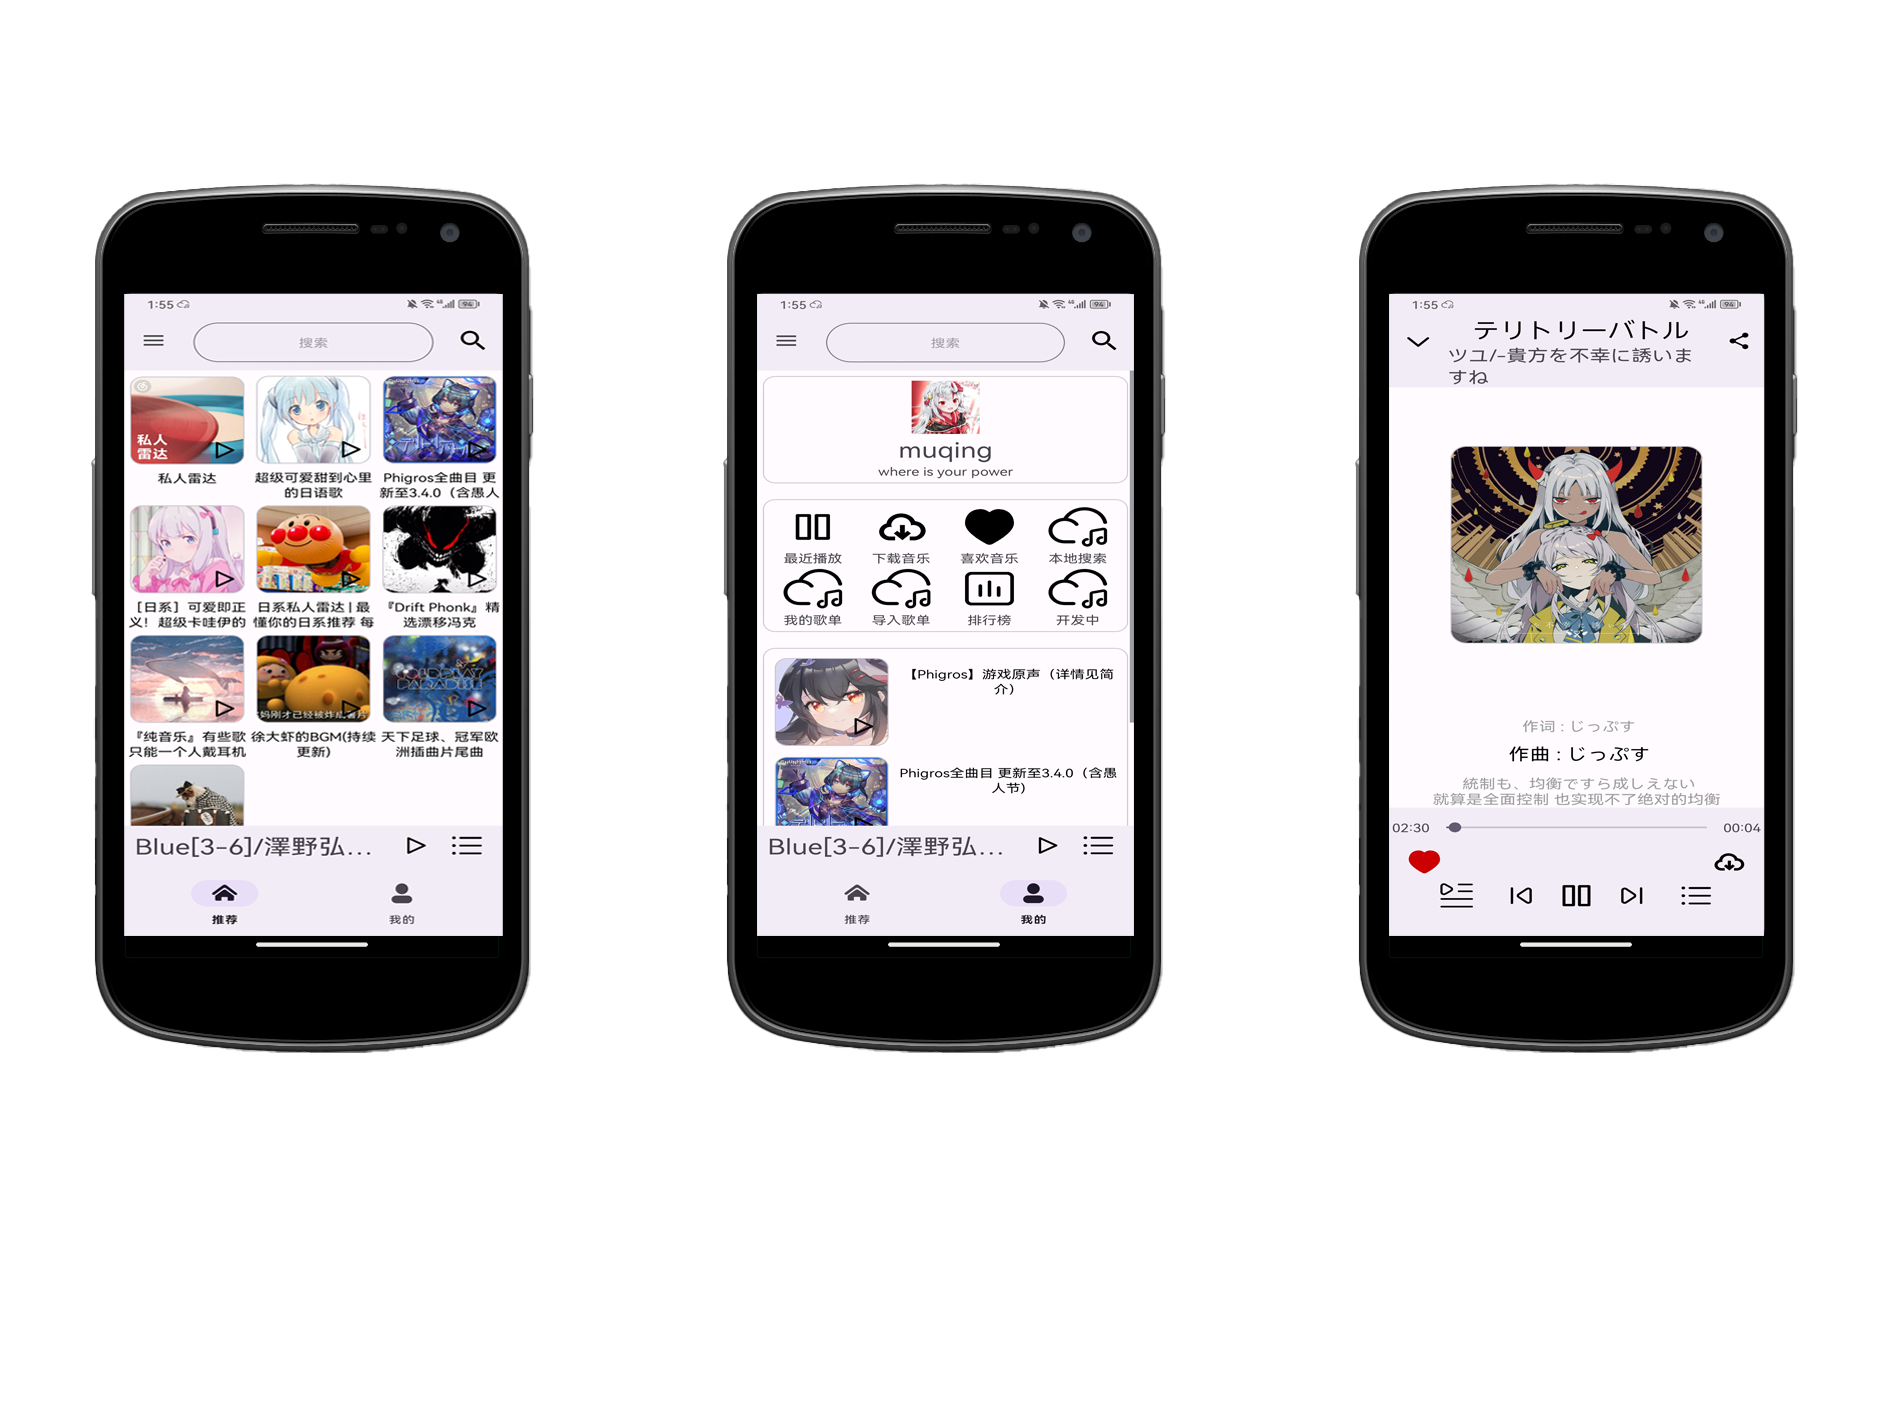 1:55
94
搜索
私人
雷达
私人雷达
超级可爱甜到心里
的日语歌
Phigros全曲目 更
新至3.4.0（含愚人
［日系］可爱即正
义！超级卡哇伊的
日系私人雷达 | 最
懂你的日系推荐 每
『Drift Phonk』精
选漂移冯克
『纯音乐』有些歌
只能一个人戴耳机
徐大虾的BGM(持续
更新)
COLDPLAY
PARADISE
天下足球、冠军欧
洲插曲片尾曲
Blue[3-6]/澤野弘...
推荐
我的
1:55
94
搜索
muqing
where is your power
最近播放
下载音乐
喜欢音乐
本地搜索
我的歌单
导入歌单
排行榜
开发中
【Phigros】游戏原声（详情见简
介）
Phigros全曲目 更新至3.4.0（含愚
人节）
Blue[3-6]/澤野弘...
推荐
我的
1:55
94
テリトリーバトル
ツユ/-貴方を不幸に誘いま
すね
作词 : じっぷす
作曲 : じっぷす
統制も、均衡ですら成しえない
就算是全面控制 也实现不了绝对的均衡
02:30
00:04